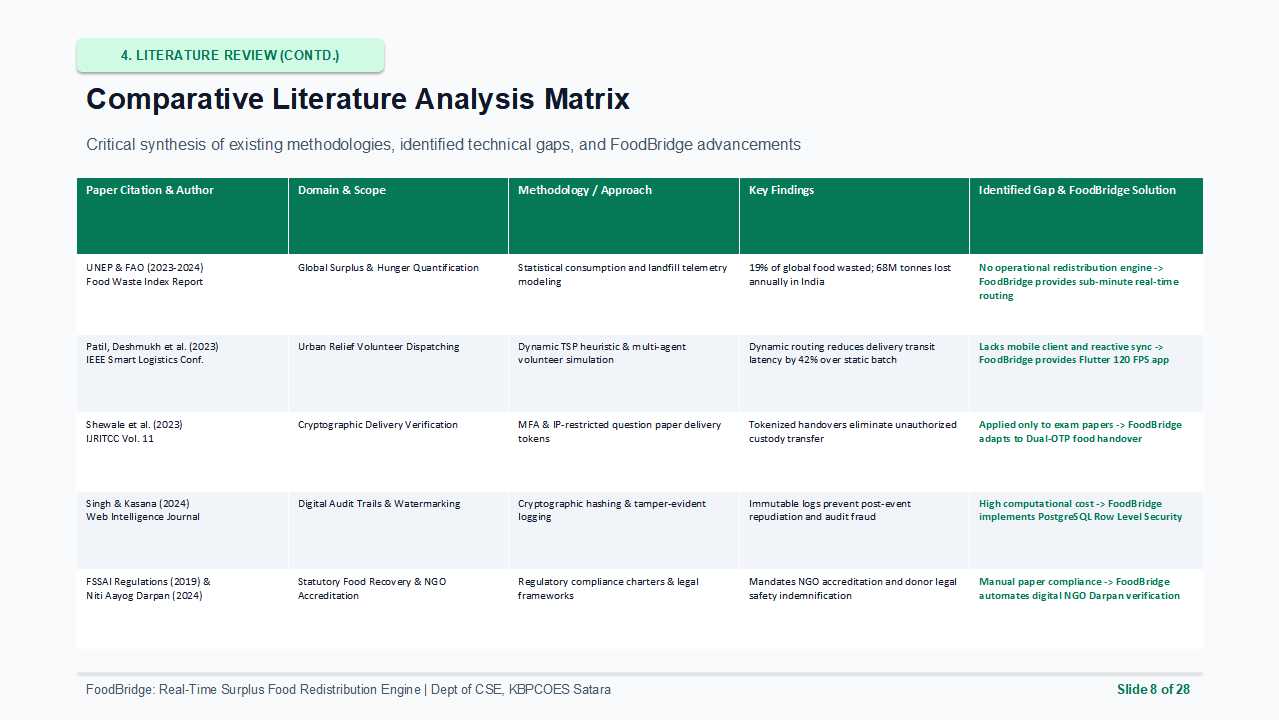 4. LITERATURE REVIEW (CONTD.)
Comparative Literature Analysis Matrix
Critical synthesis of existing methodologies, identified technical gaps, and FoodBridge advancements
Paper Citation & Author
Domain & Scope
Methodology / Approach
Key Findings
Identified Gap & FoodBridge Solution
UNEP & FAO (2023-2024)
Food Waste Index Report
Global Surplus & Hunger Quantification
Statistical consumption and landfill telemetry
modeling
19% of global food wasted; 68M tonnes lost
annually in India
No operational redistribution engine ->
FoodBridge provides sub-minute real-time
routing
Patil, Deshmukh et al. (2023)
IEEE Smart Logistics Conf.
Urban Relief Volunteer Dispatching
Dynamic TSP heuristic & multi-agent
volunteer simulation
Dynamic routing reduces delivery transit
latency by 42% over static batch
Lacks mobile client and reactive sync ->
FoodBridge provides Flutter 120 FPS app
Shewale et al. (2023)
IJRITCC Vol. 11
Cryptographic Delivery Verification
MFA & IP-restricted question paper delivery
tokens
Tokenized handovers eliminate unauthorized
custody transfer
Applied only to exam papers -> FoodBridge
adapts to Dual-OTP food handover
Singh & Kasana (2024)
Web Intelligence Journal
Digital Audit Trails & Watermarking
Cryptographic hashing & tamper-evident
logging
Immutable logs prevent post-event
repudiation and audit fraud
High computational cost -> FoodBridge
implements PostgreSQL Row Level Security
FSSAI Regulations (2019) &
Niti Aayog Darpan (2024)
Statutory Food Recovery & NGO
Accreditation
Regulatory compliance charters & legal
frameworks
Mandates NGO accreditation and donor legal
safety indemnification
Manual paper compliance -> FoodBridge
automates digital NGO Darpan verification
FoodBridge: Real-Time Surplus Food Redistribution Engine | Dept of CSE, KBPCOES Satara
Slide 8 of 28